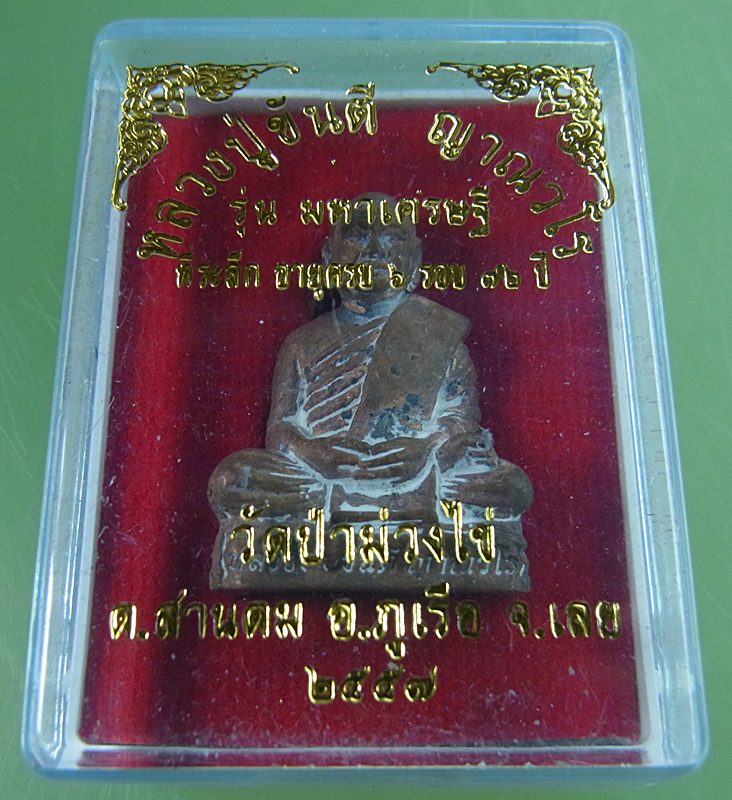 หลวงปู่ขันตี ญาณวโร
รุ่น มหาเศรษฐี
ที่ระลึก อายุครบ ๖ รอบ ๗๒ ปี
วัดป่าม่วงไข่
ต.สานตม อ.ภูเรือ จ.เลย
๒๕๕๗